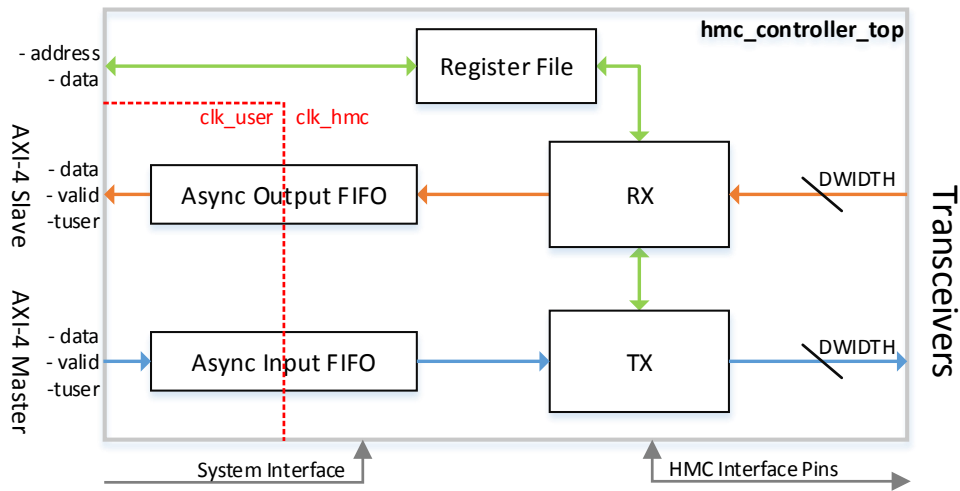 hmc_controller_top
- address
- data
Register File
clk_user
clk_hmc
AXI-4 Slave
- data
- valid
-tuser
Async Output FIFO
RX
DWIDTH
Transceivers
AXI-4 Master
- data
- valid
-tuser
Async Input FIFO
TX
DWIDTH
System Interface
HMC Interface Pins